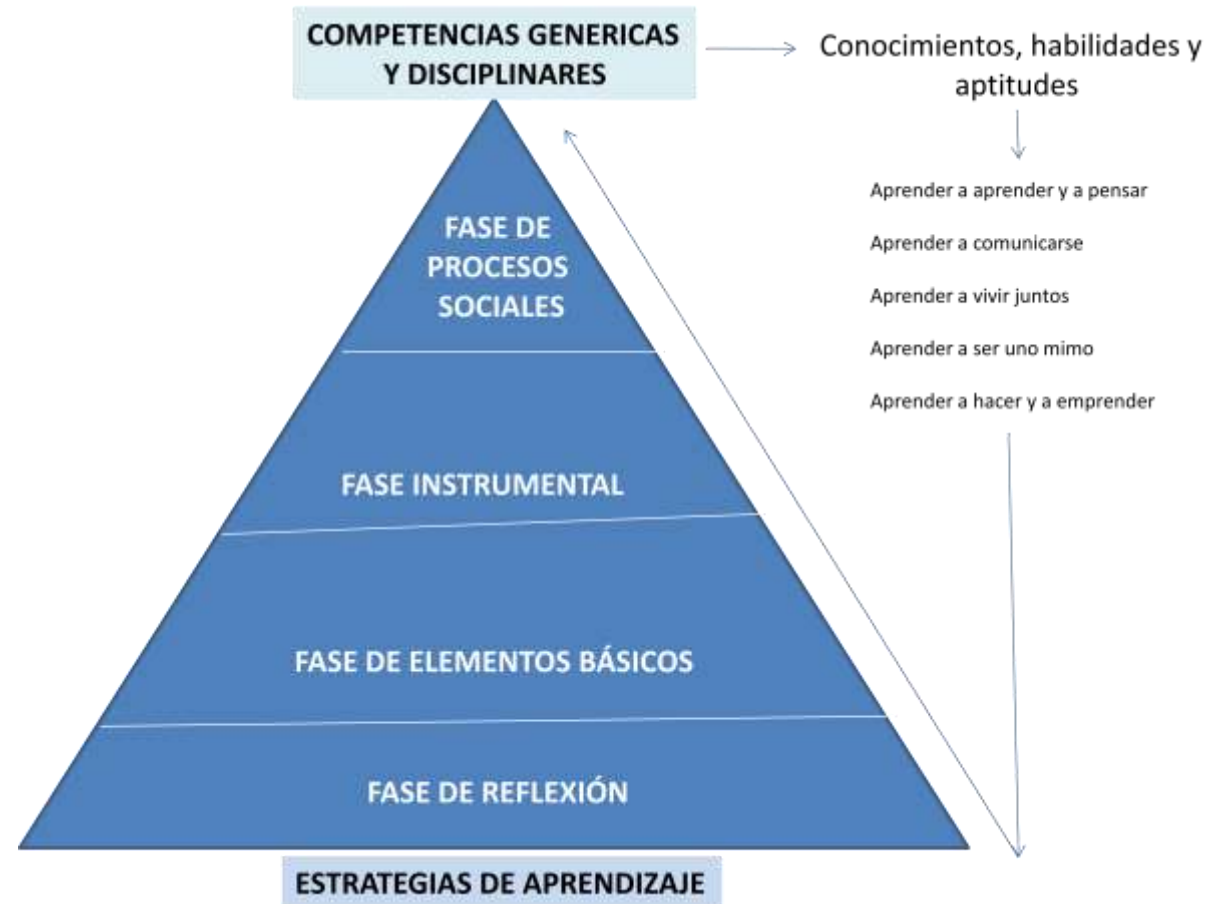 COMPETENCIAS GENERICAS
Y DISCIPLINARES
Conocimientos, habilidades y
aptitudes
Aprender a aprender y a pensar
Aprender a comunicarse
Aprender a vivir juntos
Aprender a ser uno mimo
Aprender a hacer y a emprender
FASE DE
PROCESOS
SOCIALES
FASE INSTRUMENTAL
FASE DE ELEMENTOS BÁSICOS
FASE DE REFLEXIÓN
ESTRATEGIAS DE APRENDIZAJE